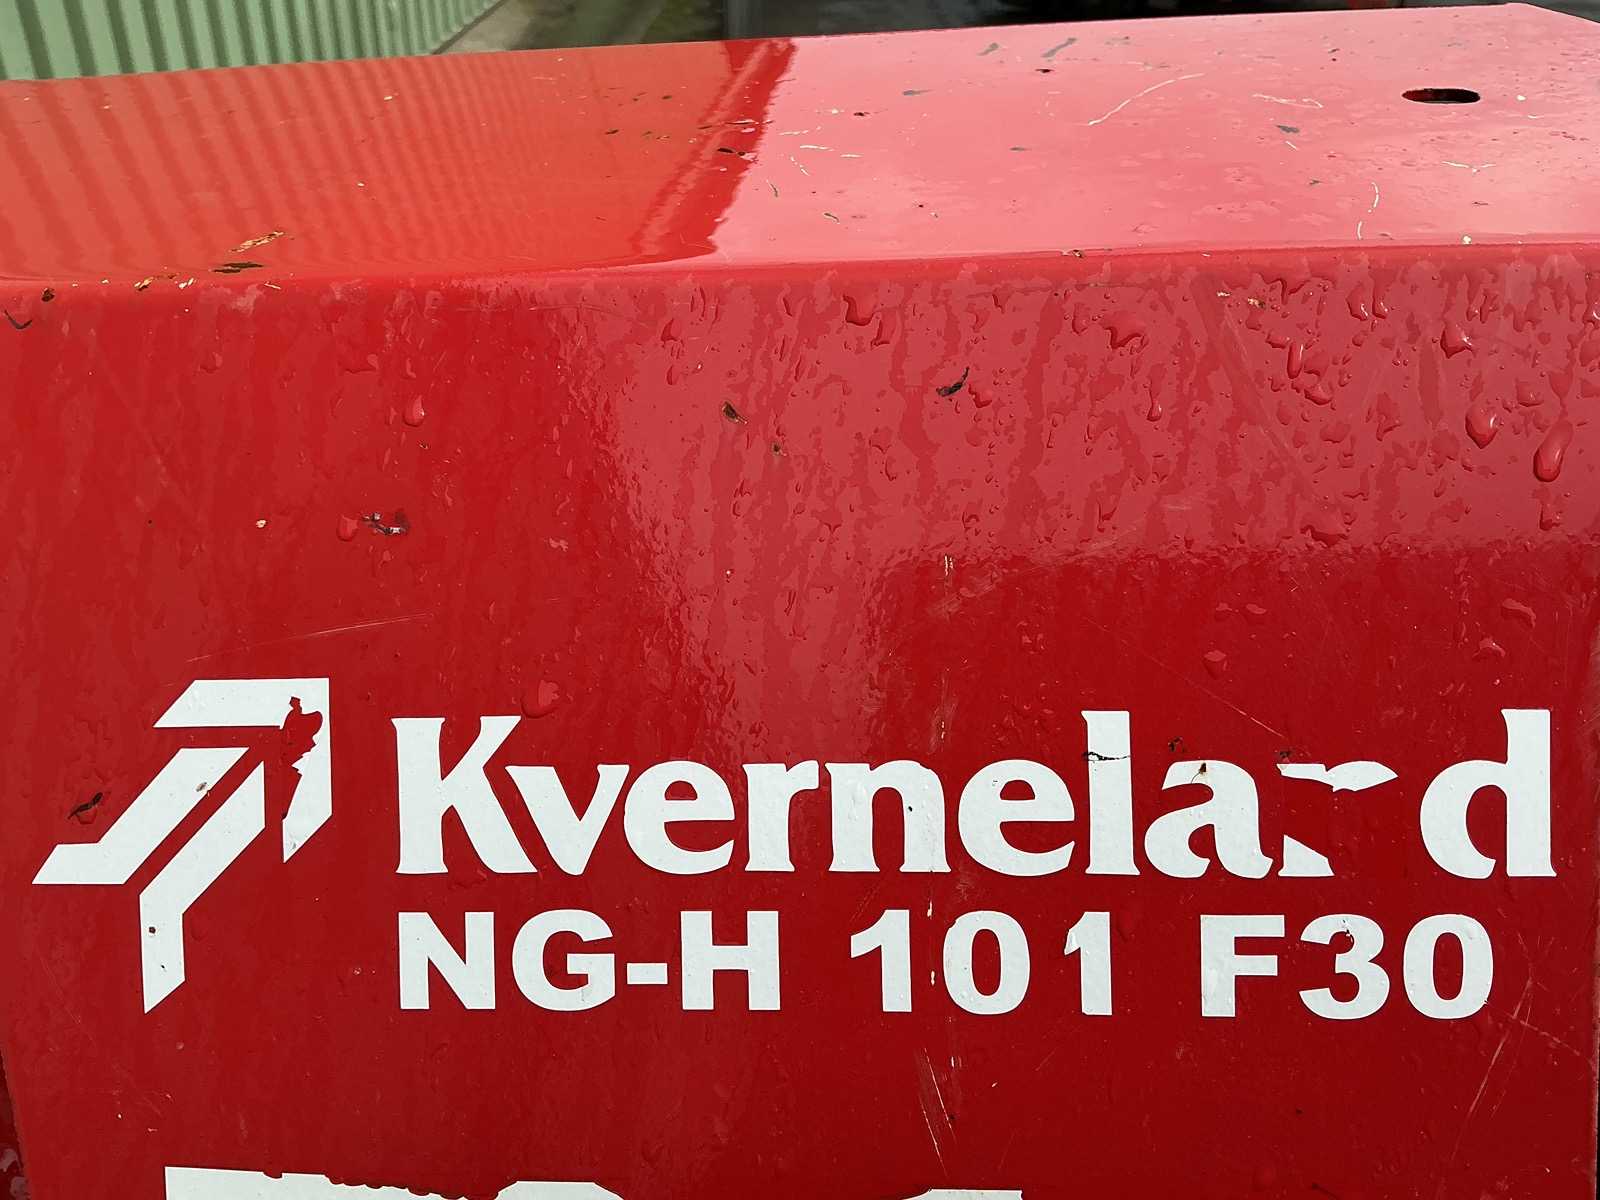 Kverneland
NG-H 101 F30